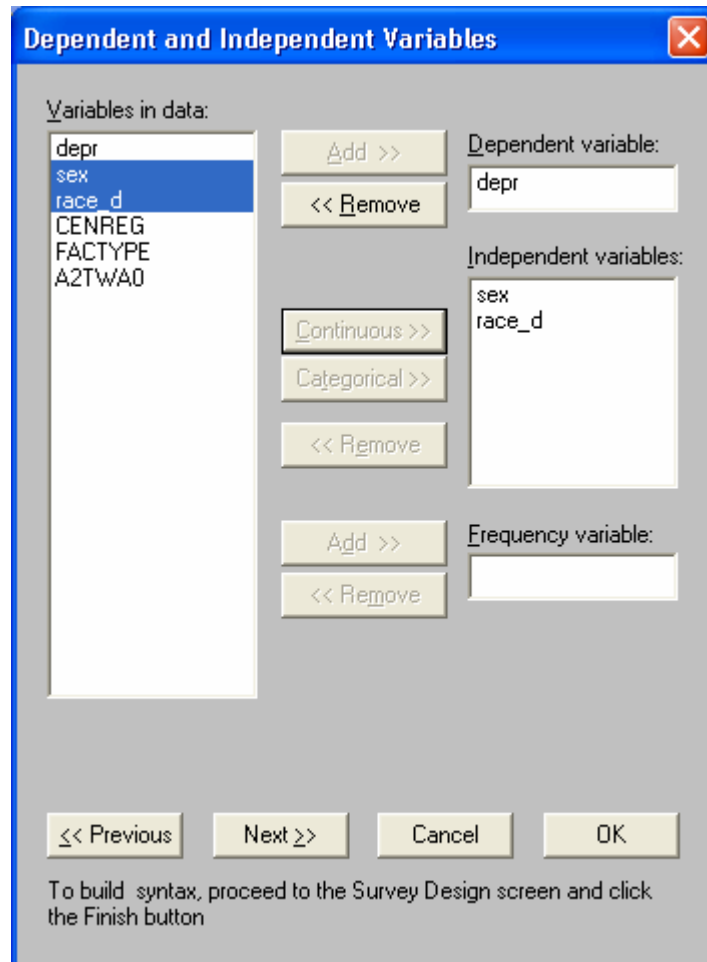 Dependent and Independent Variables
Variables in data:
depr
sex
race_d
CENREG
FACTYPE
A2TWA0
Add >>
<< Remove
Dependent variable:
depr
Independent variables:
sex
race_d
Continuous >>
Categorical >>
<< Remove
Add >>
<< Remove
Frequency variable:
<< Previous
Next >>
Cancel
OK
To build syntax, proceed to the Survey Design screen and click
the Finish button